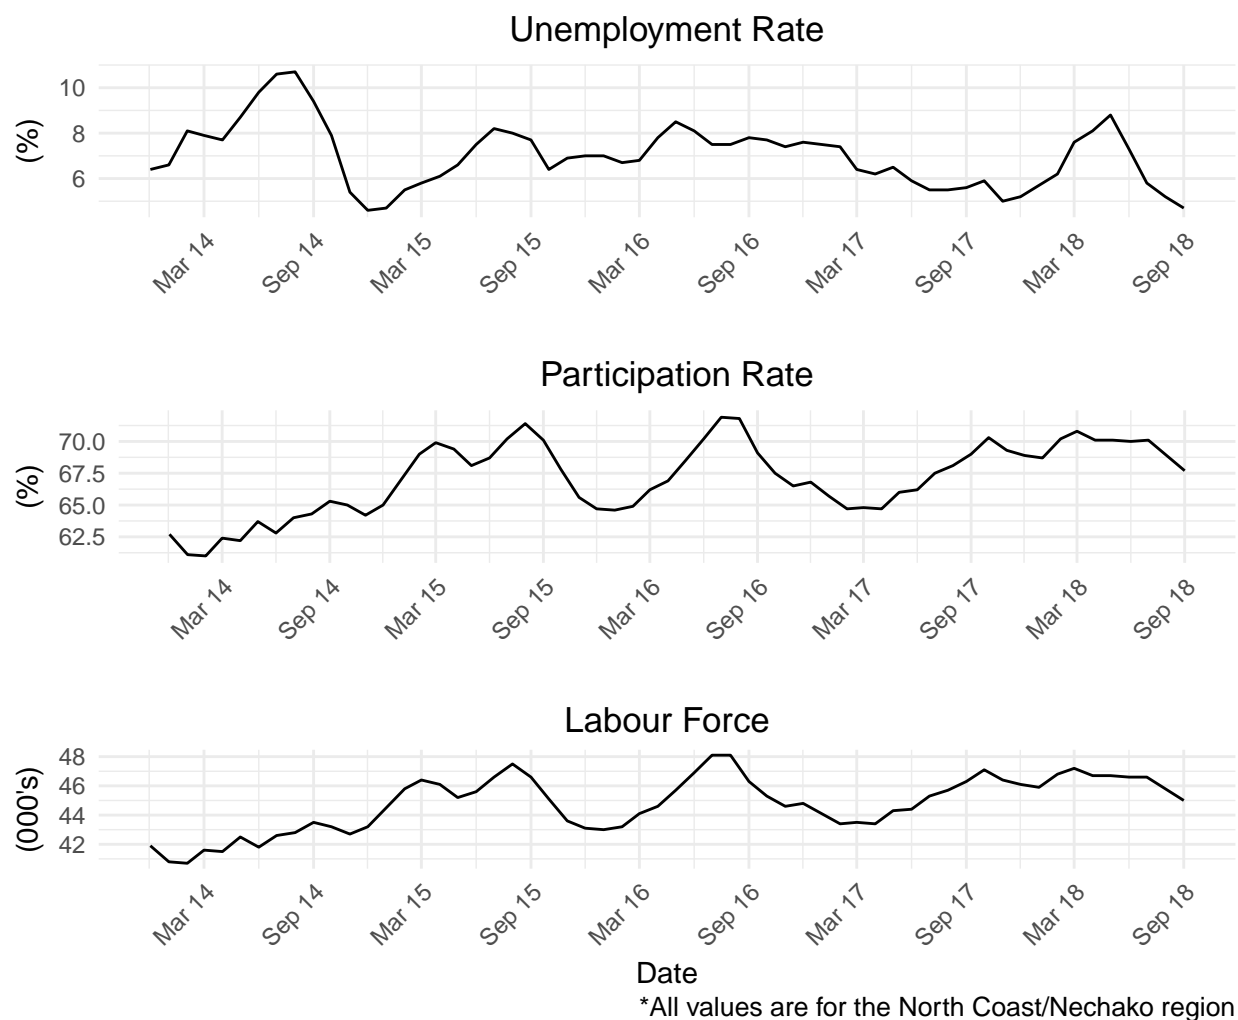 Unemployment Rate
(%)
10
8
6
Mar 14 Sep 14 Mar 15 Sep 15 Mar 16 Sep 16 Mar 17 Sep 17 Mar 18 Sep 18
Participation Rate
(%)
70.0
67.5
65.0
62.5
Mar 14 Sep 14 Mar 15 Sep 15 Mar 16 Sep 16 Mar 17 Sep 17 Mar 18 Sep 18
Labour Force
(000's)
48
46
44
42
Mar 14 Sep 14 Mar 15 Sep 15 Mar 16 Sep 16 Mar 17 Sep 17 Mar 18 Sep 18
Date
*All values are for the North Coast/Nechako region